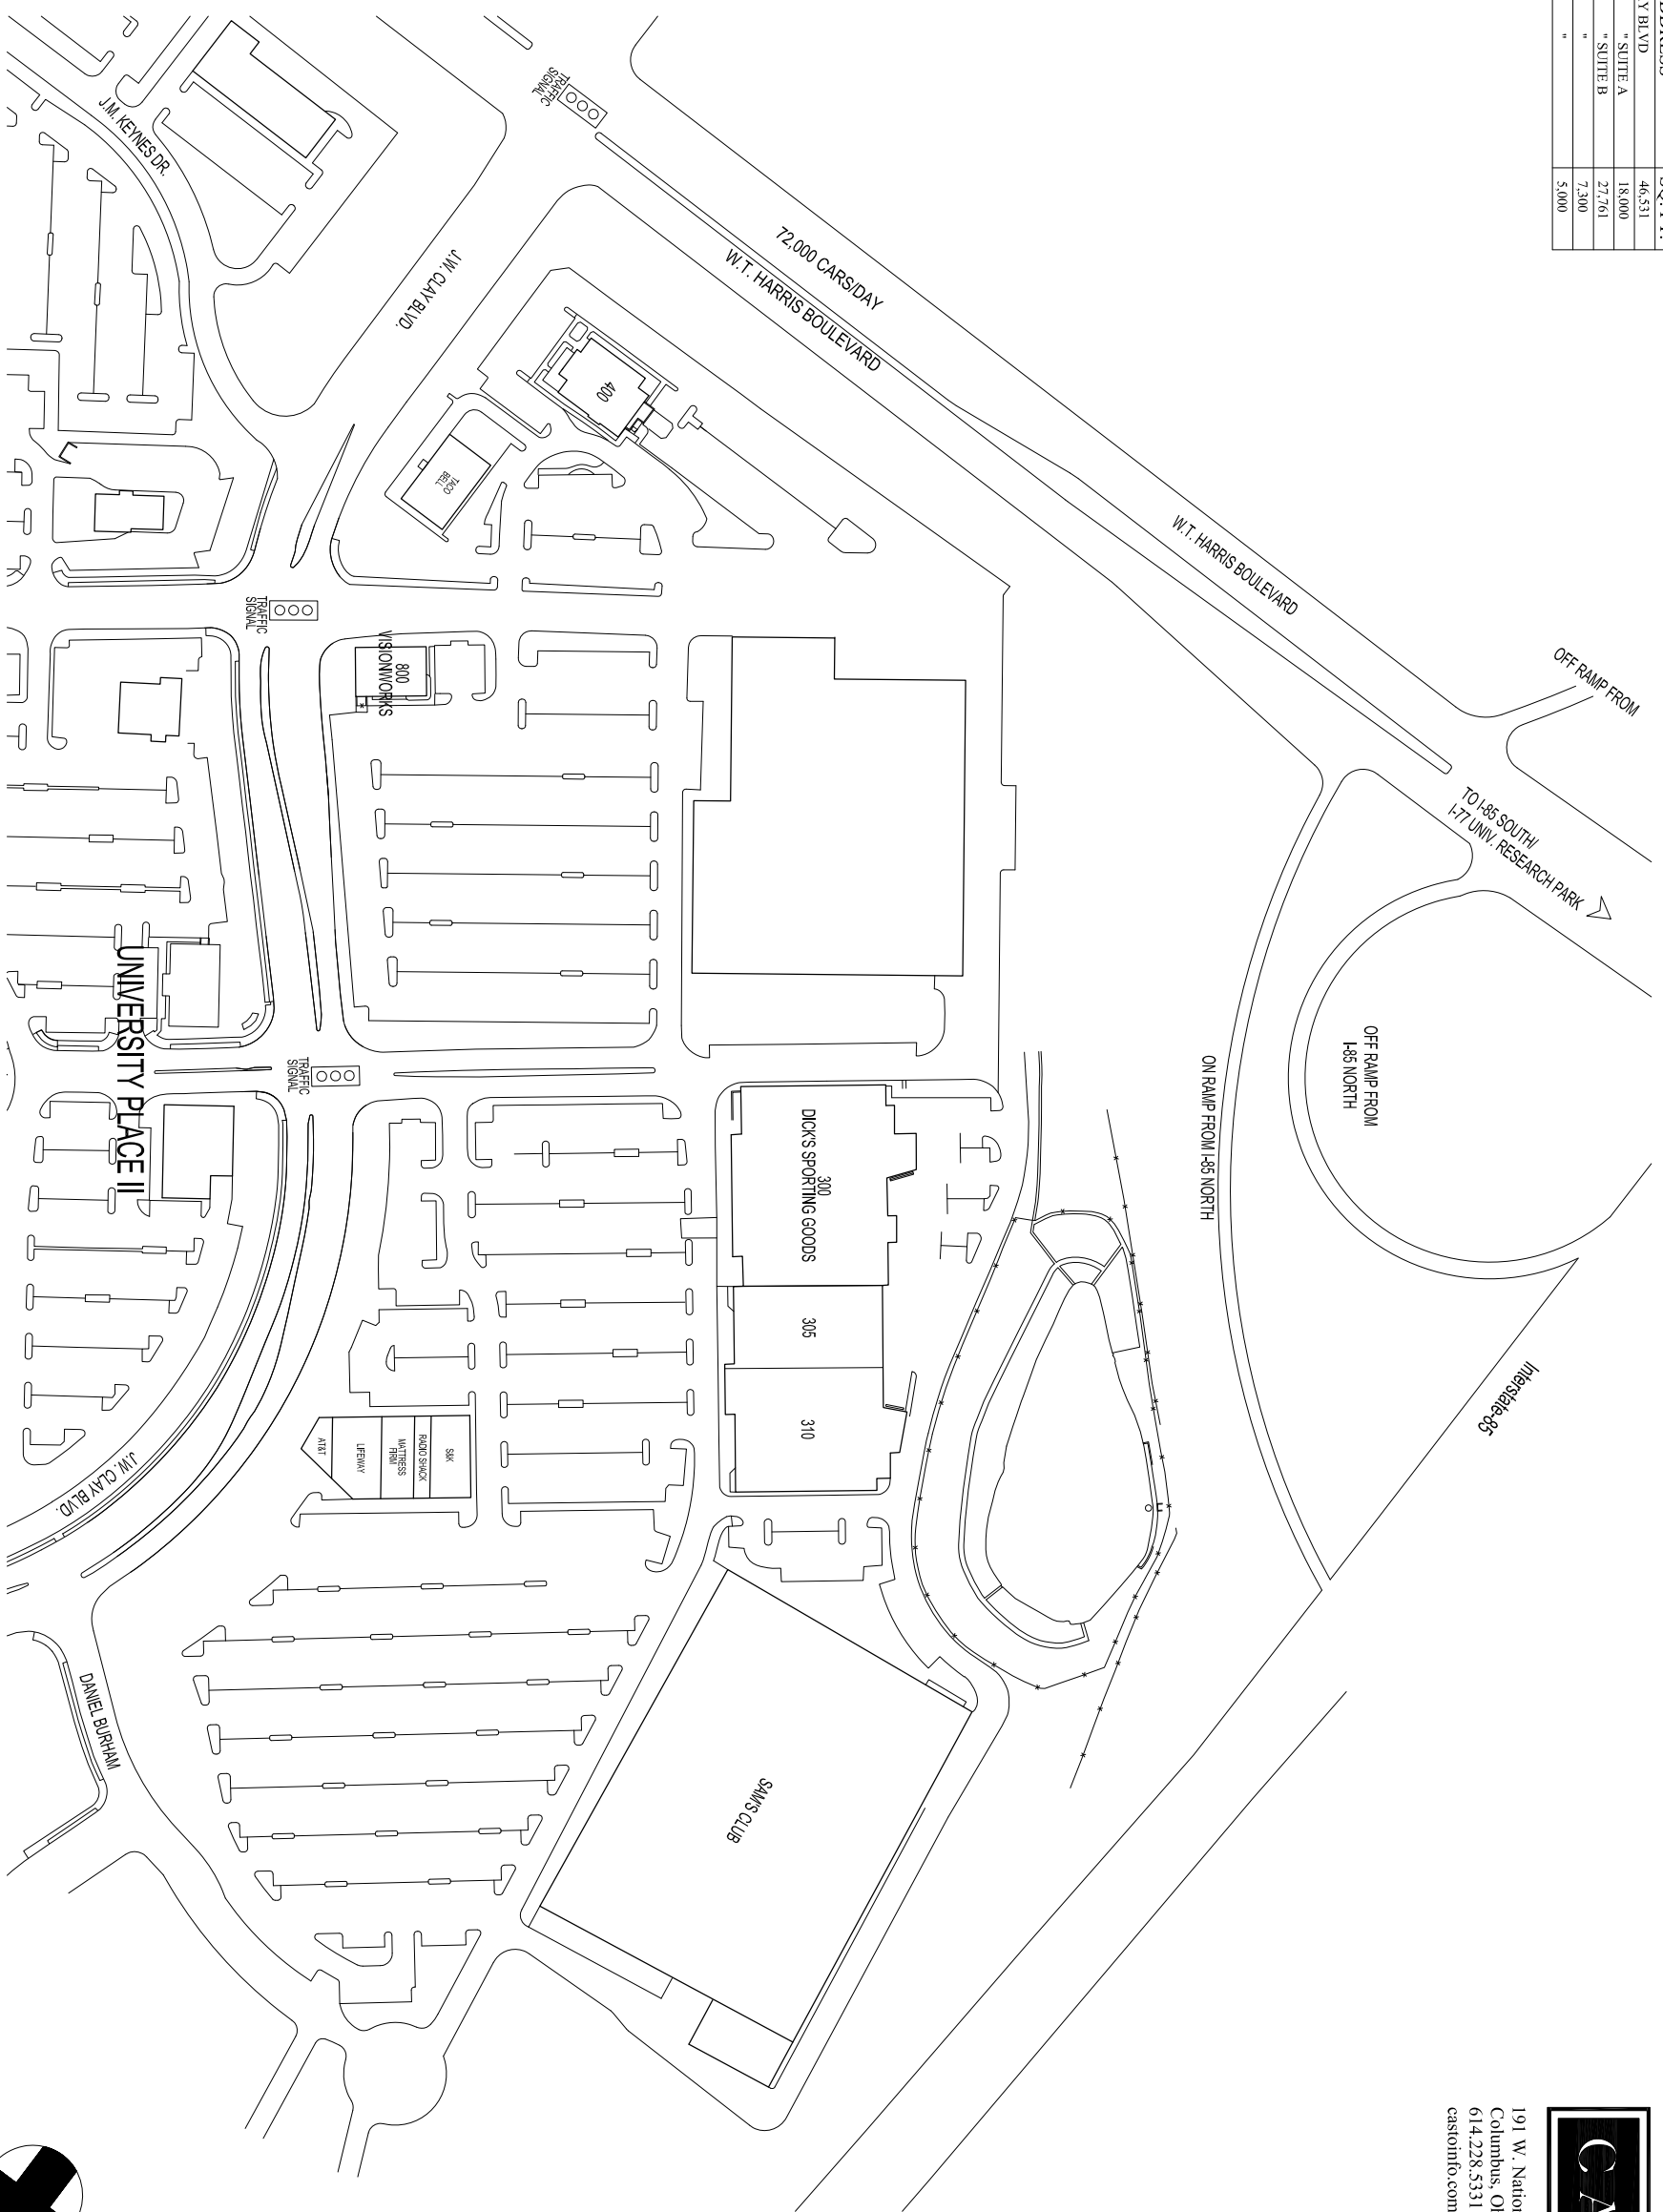 Y BLVD
46,531
" SUITE A
18,000
" SUITE B
27,761
"
7,300
"
5,000
TRAFFIC
SIGNAL
J.M. KEYNES DR.
J.W. CLAY BLVD.
72,000 CARS/DAY
W.T. HARRIS BOULEVARD
W.T. HARRIS BOULEVARD
OFF RAMP FROM
TO I-85 SOUTH/
I-77 UNIV. RESEARCH PARK
OFF RAMP FROM
I-85 NORTH
ON RAMP FROM I-85 NORTH
Interstate-85
400
TACO
BELL
TRAFFIC
SIGNAL
800
VISIONWORKS
TRAFFIC
SIGNAL
UNIVERSITY PLACE II
300
DICK'S SPORTING GOODS
305
310
S&K
RADIO SHACK
MATTRESS
FIRM
LIFEWAY
AT&T
J.W. CLAY BLVD.
DANIEL BURHAM
SAM'S CLUB
CA
191 W. Nation
Columbus, OH
614.228.5331
castoinfo.com